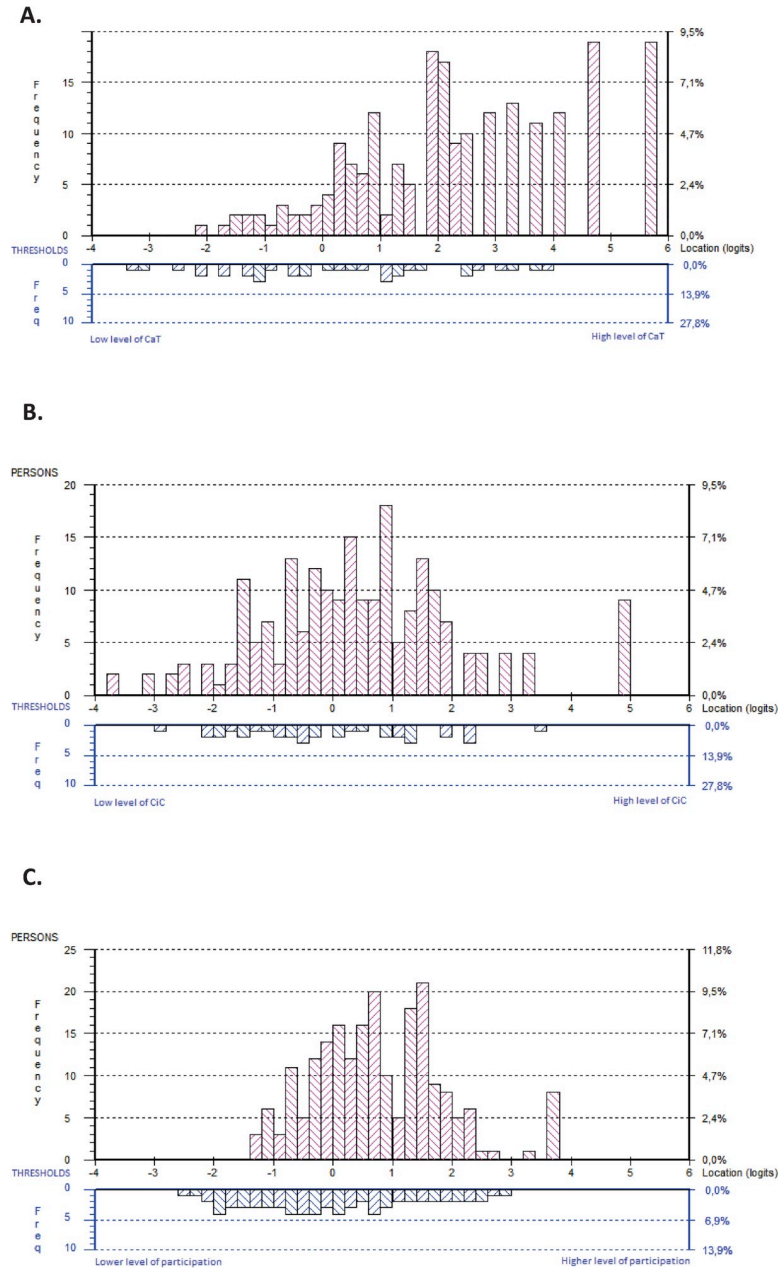 A.
9,5%
15 7,1%
Frequency
10 4,7%
5 2,4%
0 0,0%
-4 -3 -2 -1 0 1 2 3 4 5 6 Location (logits)
THRESHOLDS 0 0,0%
Freq
5 13,9%
10 27,8%
Low level of CaT High level of CaT
B.
PERSONS
20 9,5%
15 7,1%
Frequency
10 4,7%
5 2,4%
0 0,0%
-4 -3 -2 -1 0 1 2 3 4 5 6 Location (logits)
THRESHOLDS 0 0,0%
Freq
5 13,9%
10 27,8%
Low level of CiC High level of CiC
C.
PERSONS
25 11,8%
20 9,5%
Frequency
15 7,1%
10 4,7%
5 2,4%
0 0,0%
-4 -3 -2 -1 0 1 2 3 4 5 6 Location (logits)
THRESHOLDS 0 0,0%
Freq
5 6,9%
10 13,9%
Lower level of participation Higher level of participation